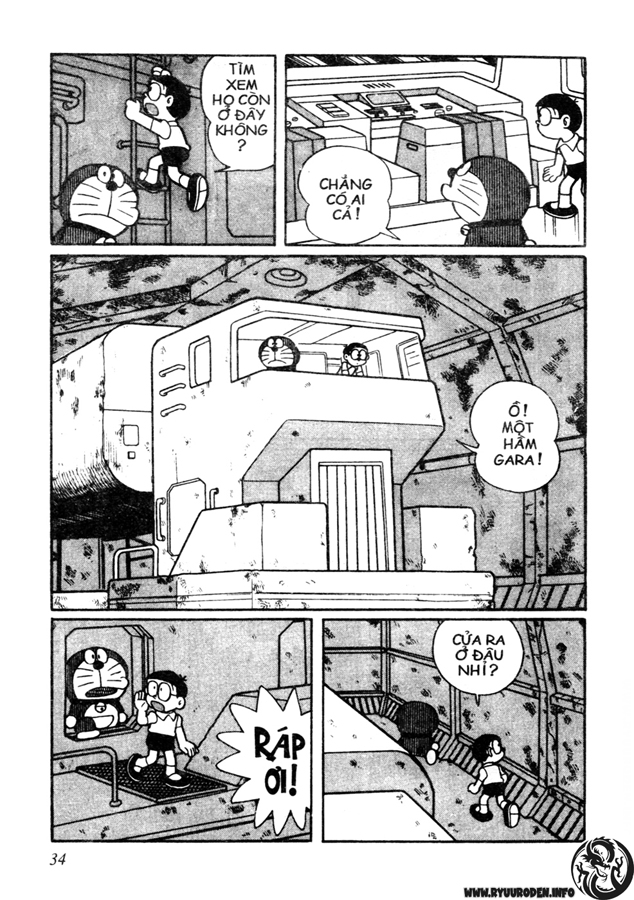 TÌM
XEM
HỌ CÒN
Ở ĐÂY
KHÔNG
?
CHẲNG
CÓ AI
CẢ!
Ồ!
MỘT
HẦM
GARA!
RÁP
ƠI!
CỬA RA
Ở ĐÂU
NHỈ?
34
WWW.RYUURODEN.INFO